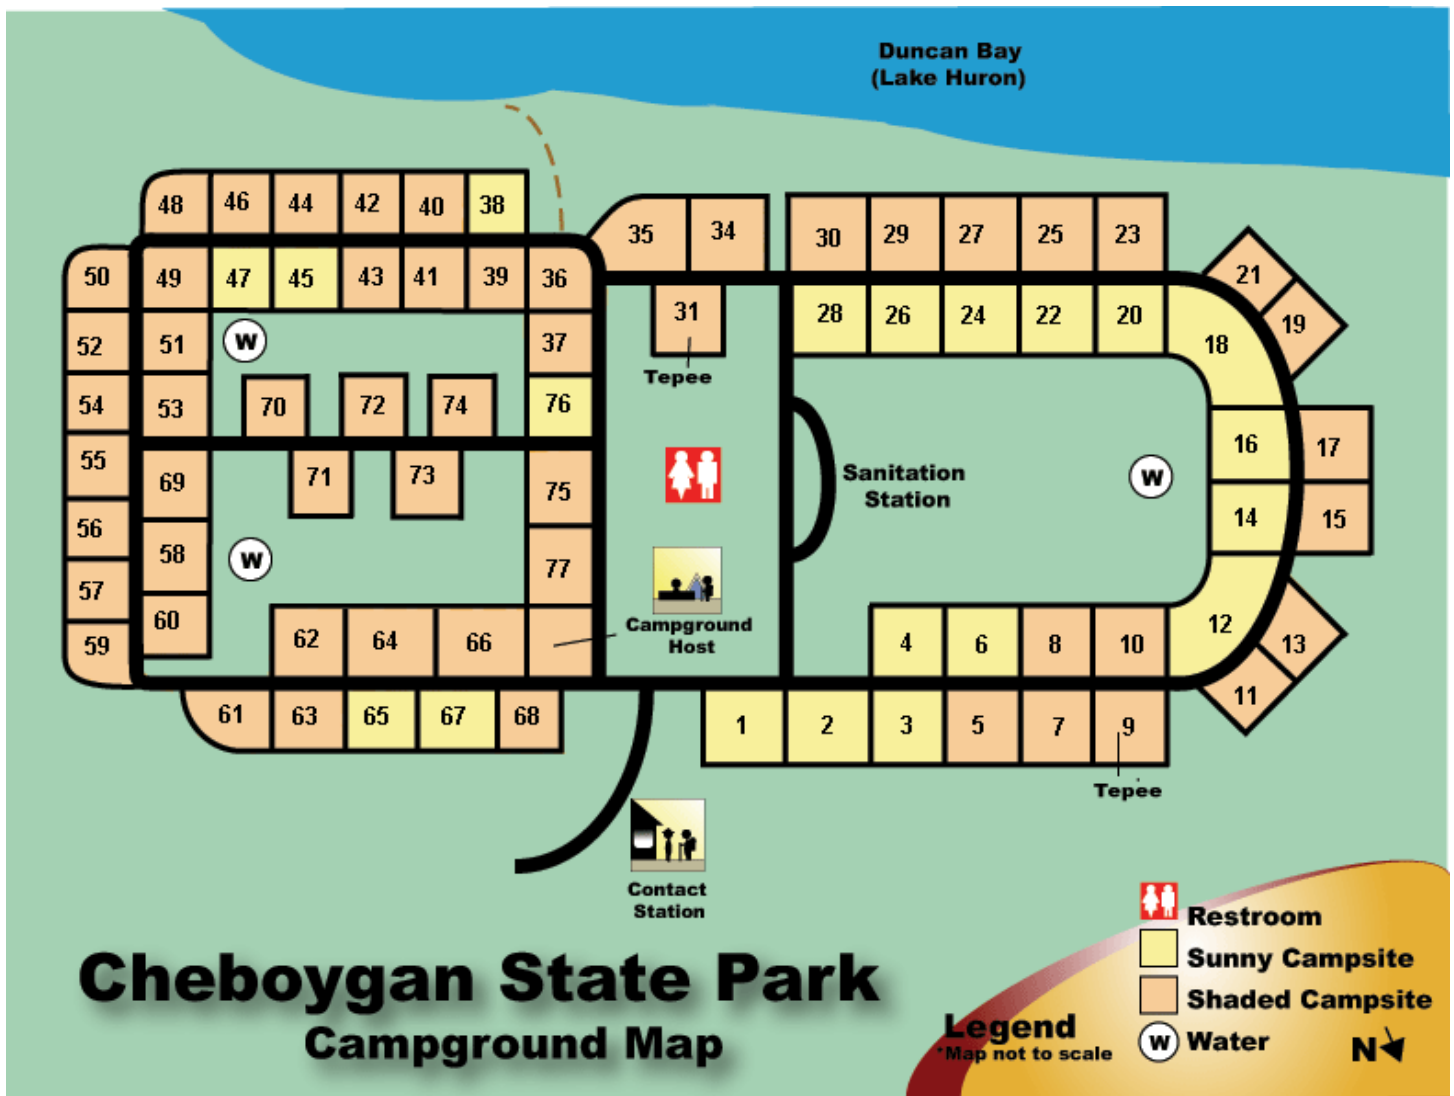 Duncan Bay
(Lake Huron)
48 46 44 42 40 38
35 34 30 29 27 25 23
50 49 47 45 43 41 39 36
21
31 28 26 24 22 20 18 19
52 51 W 37
Tepee
54 53 70 72 74 76
16 17
55 69 71 73 75
Sanitation
Station
W
56 14 15
58 W 77
57
60 62 64 66
Campground
Host
59 4 6 8 10 12 13
11
61 63 65 67 68 1 2 3 5 7 9
Tepee
Contact
Station
Restroom
Sunny Campsite
Shaded Campsite
W Water
Legend
*Map not to scale
N
Cheboygan State Park
Campground Map